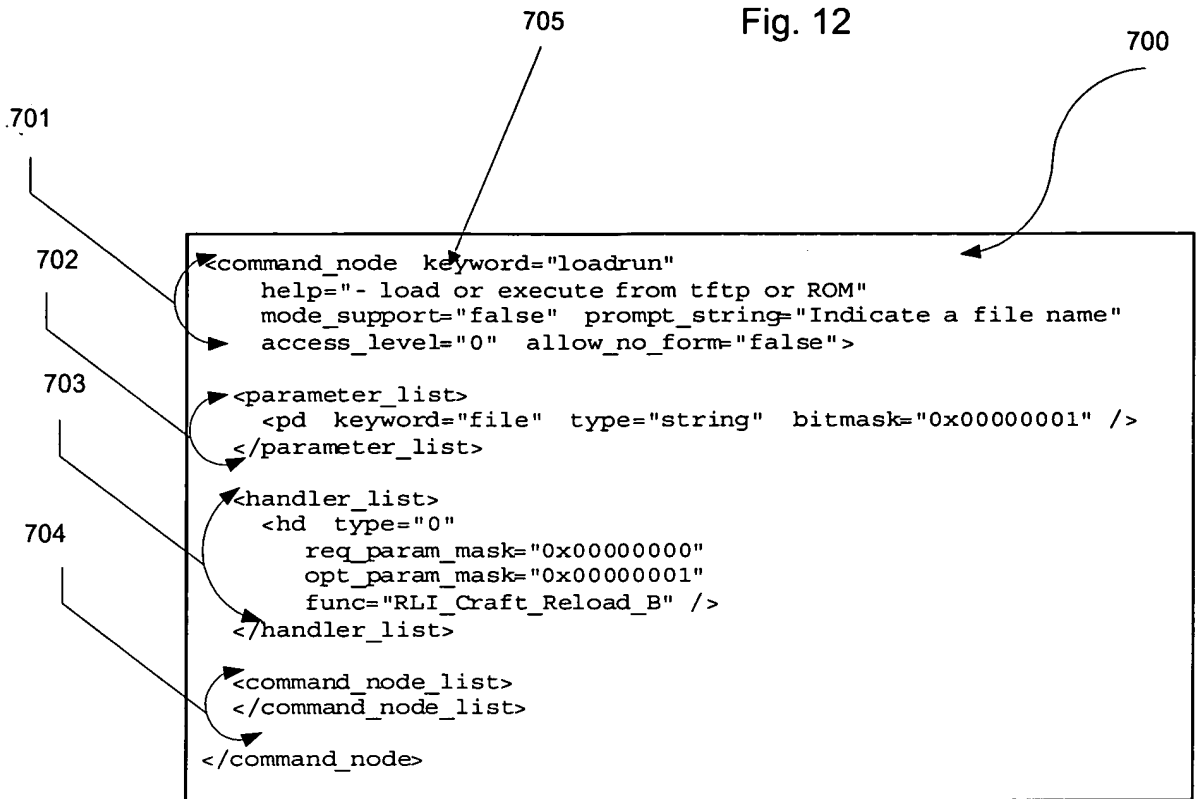 705
Fig. 12
700
701
702
703
704
<command_node keyword="loadrun"
help="- load or execute from tftp or ROM"
mode_support="false" prompt_string="Indicate a file name"
access_level="0" allow_no_form="false">
<parameter_list>
<pd keyword="file" type="string" bitmask="0x00000001" />
</parameter_list>
<handler_list>
<hd type="0"
req_param_mask="0x00000000"
opt_param_mask="0x00000001"
func="RLI_Craft_Reload_B" />
</handler_list>
<command_node_list>
</command_node_list>
</command_node>